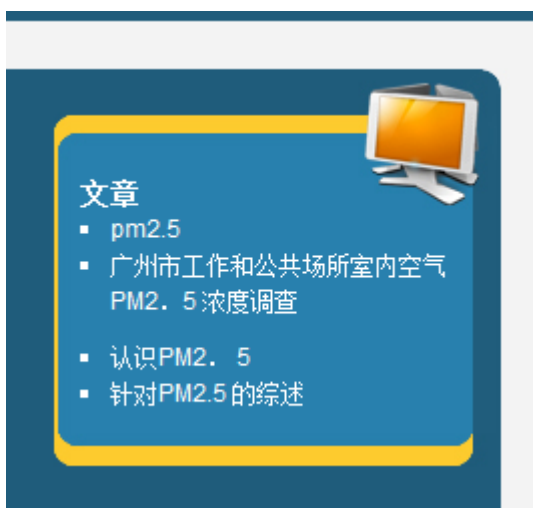 文章
pm2.5
广州市工作和公共场所室内空气
PM2．5浓度调查
认识PM2． 5
针对PM2.5的综述